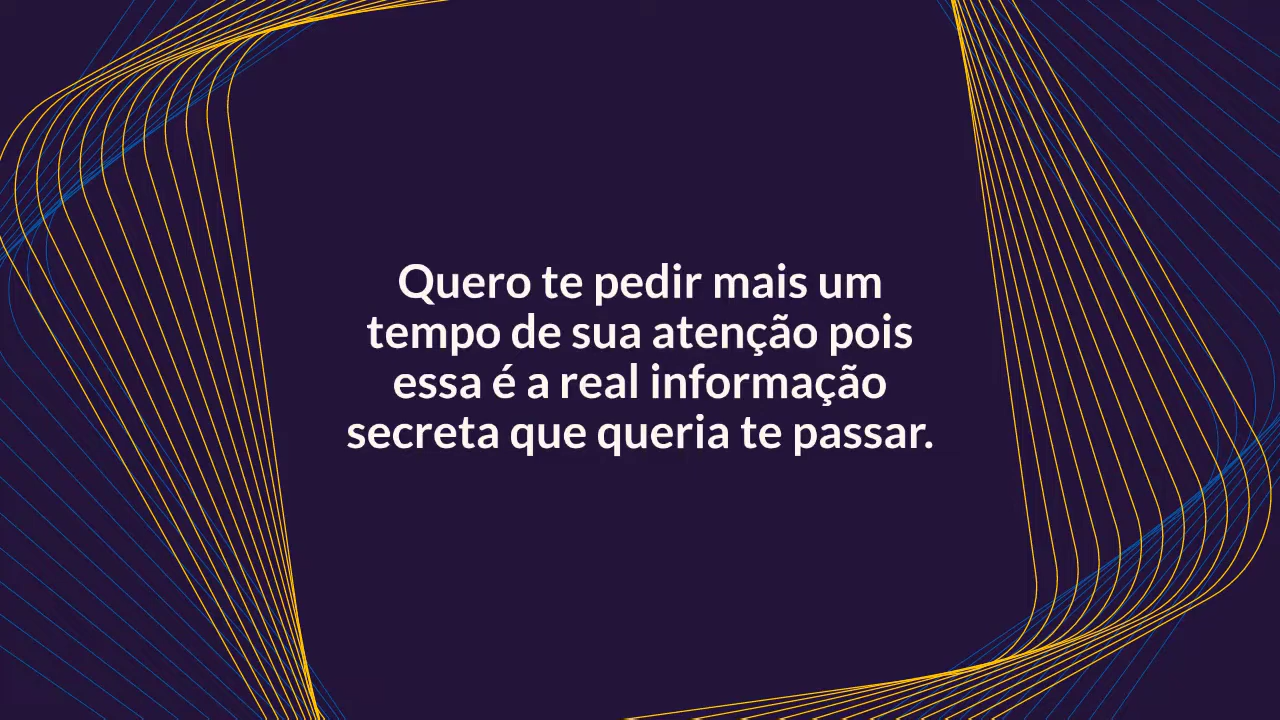 Quero te pedir mais um
tempo de sua atenção pois
essa é a real informação
secreta que queria te passar.